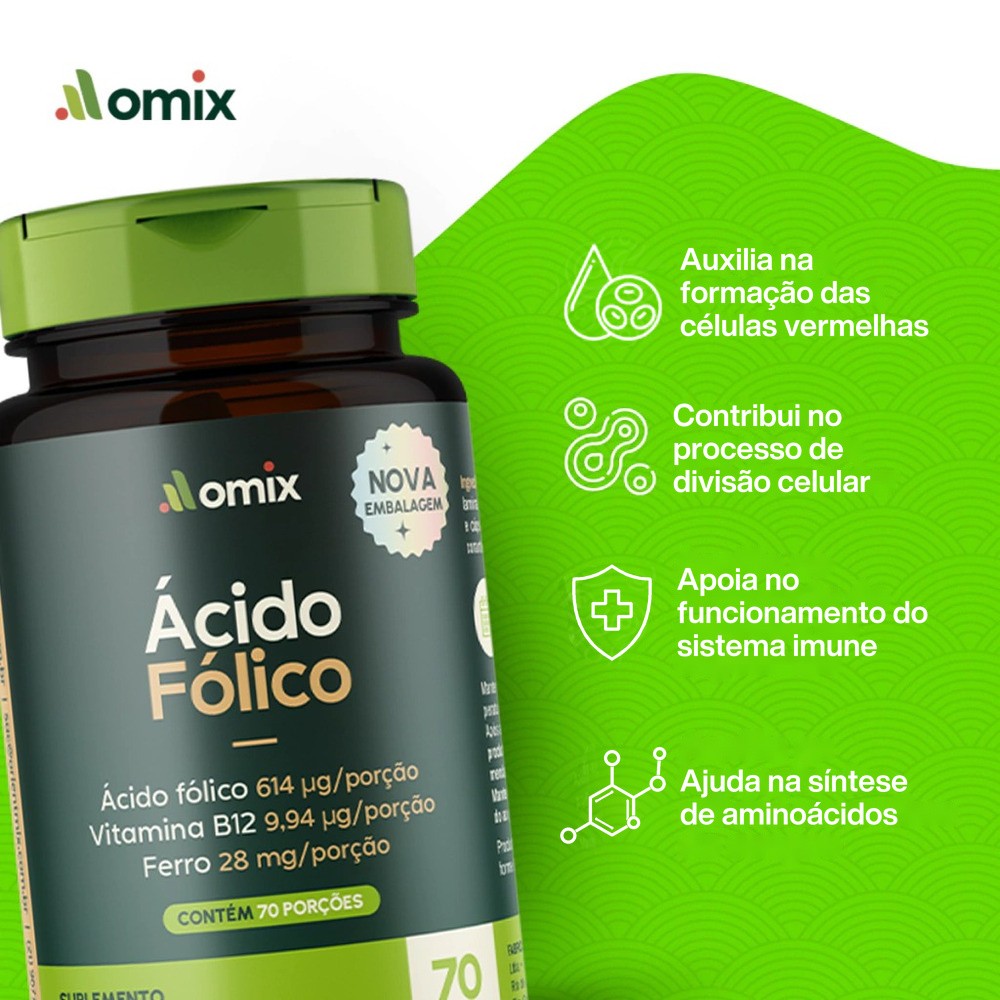 omix
omix
NOVA
EMBALAGEM
Ácido
Fólico
Ácido fólico 614 µg/porção
Vitamina B12 9,94 µg/porção
Ferro 28 mg/porção
CONTÉM 70 PORÇÕES
70
SUPLEMENTO
Auxilia na
formação das
células vermelhas
Contribui no
processo de
divisão celular
Apoia no
funcionamento do
sistema imune
Ajuda na síntese
de aminoácidos